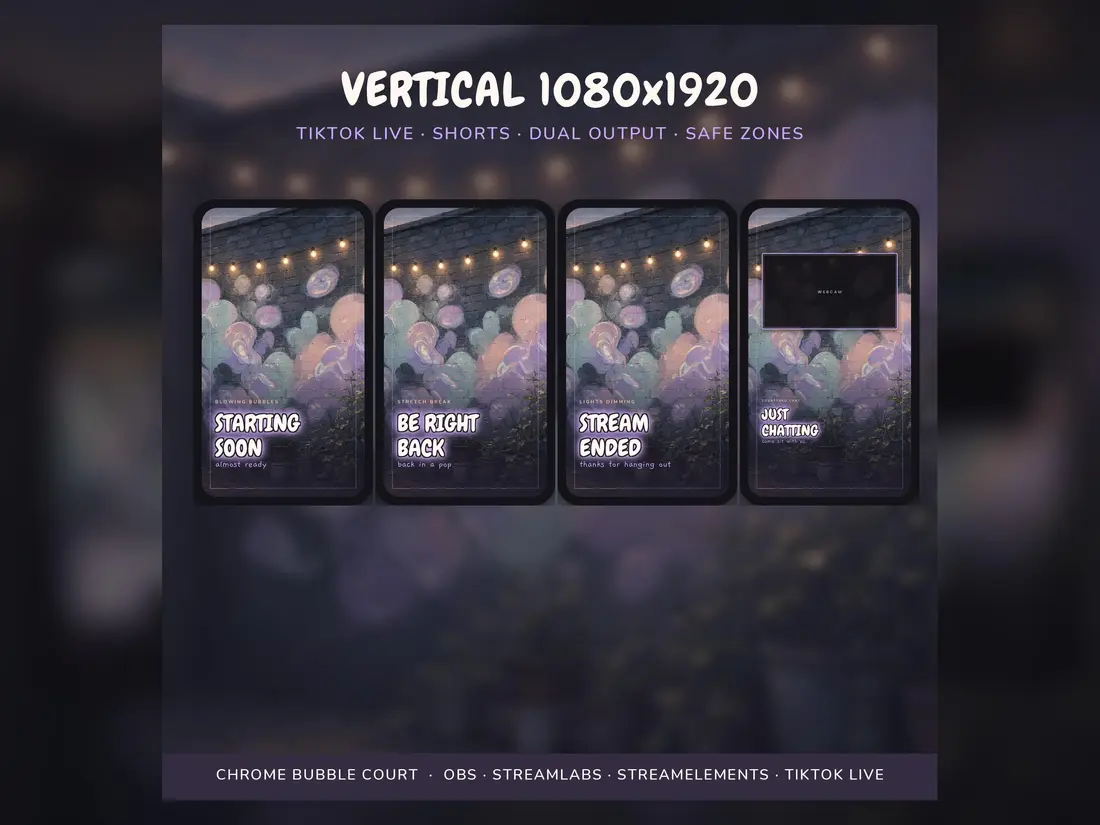 VERTICAL 1080x1920
TIKTOK LIVE · SHORTS · DUAL OUTPUT · SAFE ZONES
BLOWING BUBBLES
STARTING
SOON
almost ready
STRETCH BREAK
BE RIGHT
BACK
back in a pop
LIGHTS DIMMING
STREAM
ENDED
thanks for hanging out
WEBCAM
JUST
CHATTING
CHROME BUBBLE COURT · OBS · STREAMLABS · STREAMELEMENTS · TIKTOK LIVE